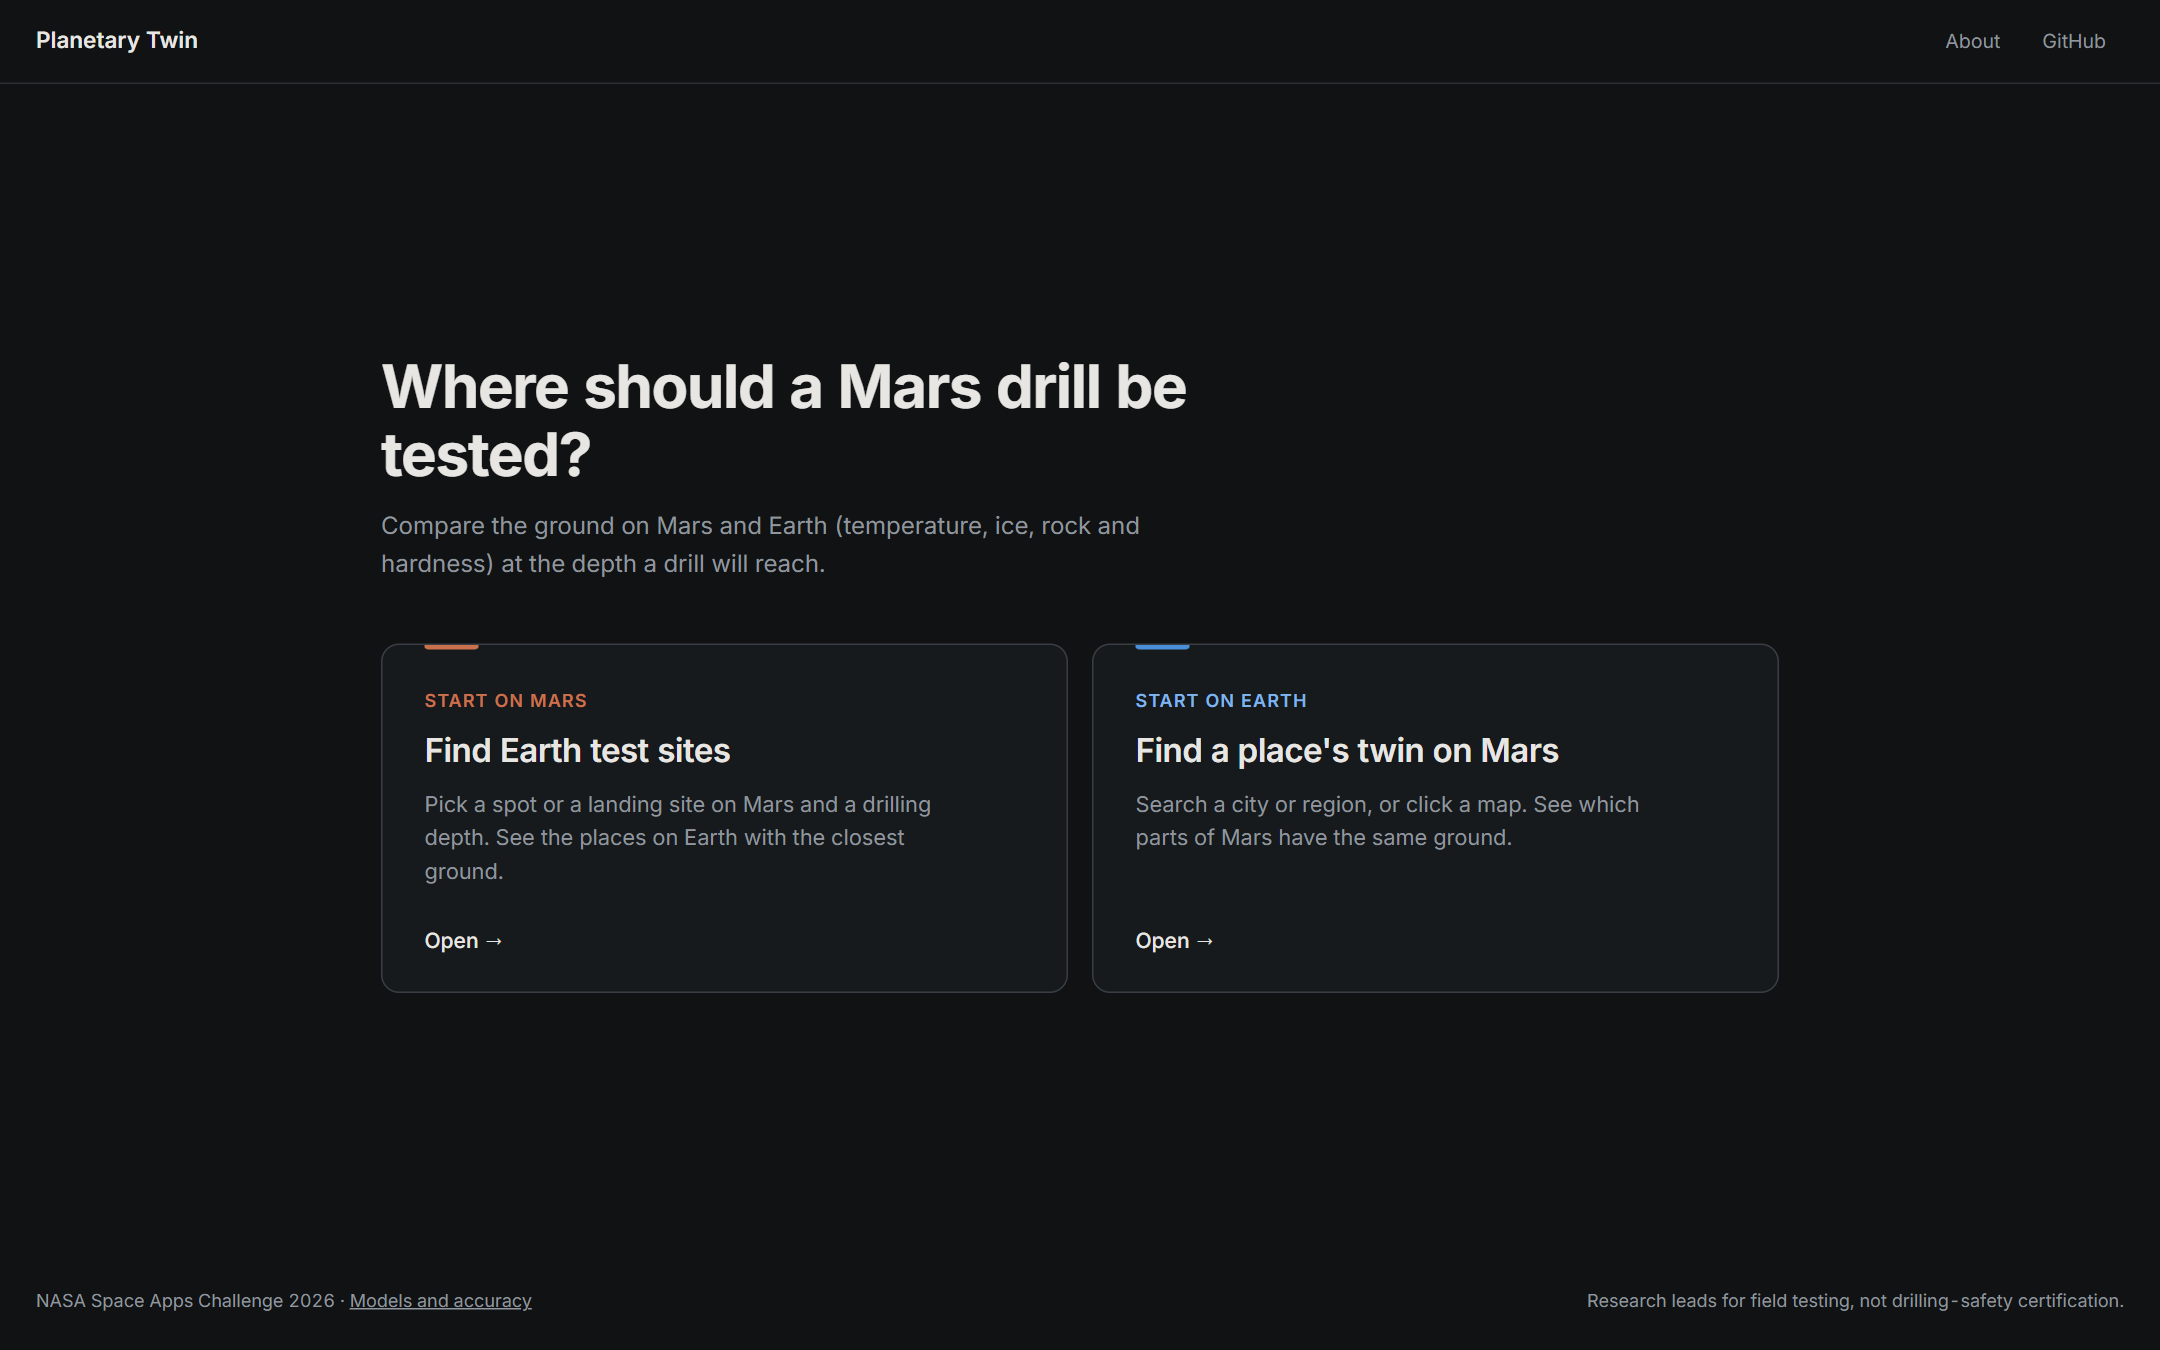 Planetary Twin
About GitHub
Where should a Mars drill be
tested?
Compare the ground on Mars and Earth (temperature, ice, rock and
hardness) at the depth a drill will reach.
START ON MARS
Find Earth test sites
Pick a spot or a landing site on Mars and a drilling
depth. See the places on Earth with the closest
ground.
Open →
START ON EARTH
Find a place's twin on Mars
Search a city or region, or click a map. See which
parts of Mars have the same ground.
Open →
NASA Space Apps Challenge 2026 · Models and accuracy
Research leads for field testing, not drilling-safety certification.